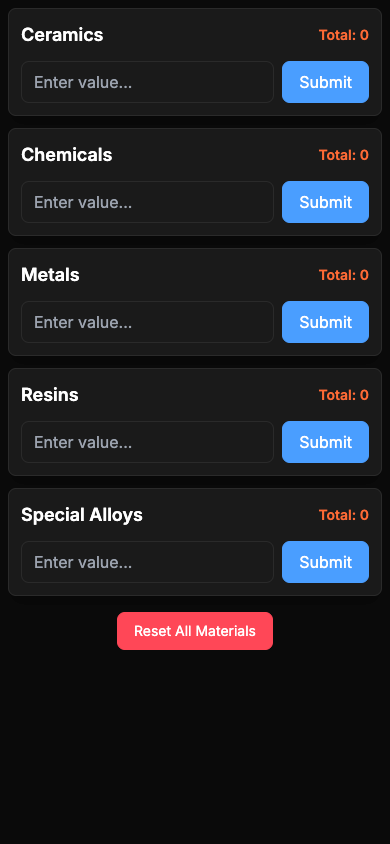 Ceramics Total: 0
Enter value... Submit
Chemicals Total: 0
Enter value... Submit
Metals Total: 0
Enter value... Submit
Resins Total: 0
Enter value... Submit
Special Alloys Total: 0
Enter value... Submit
Reset All Materials